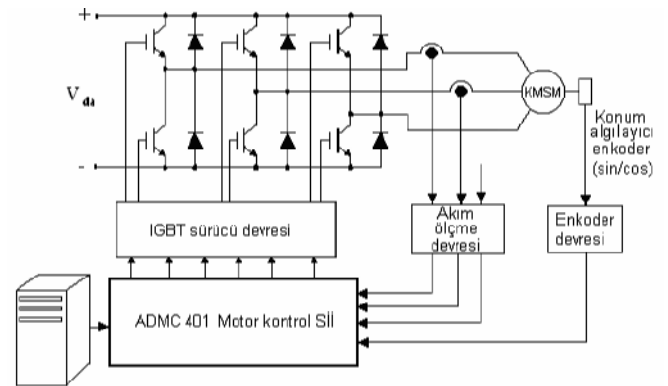 +
V da
-
KMSM
Konum
algılayıcı
enkoder
(sin/cos)
IGBT sürücü devresi
Akım
ölçme
devresi
Enkoder
devresi
ADMC 401 Motor kontrol Sİİ